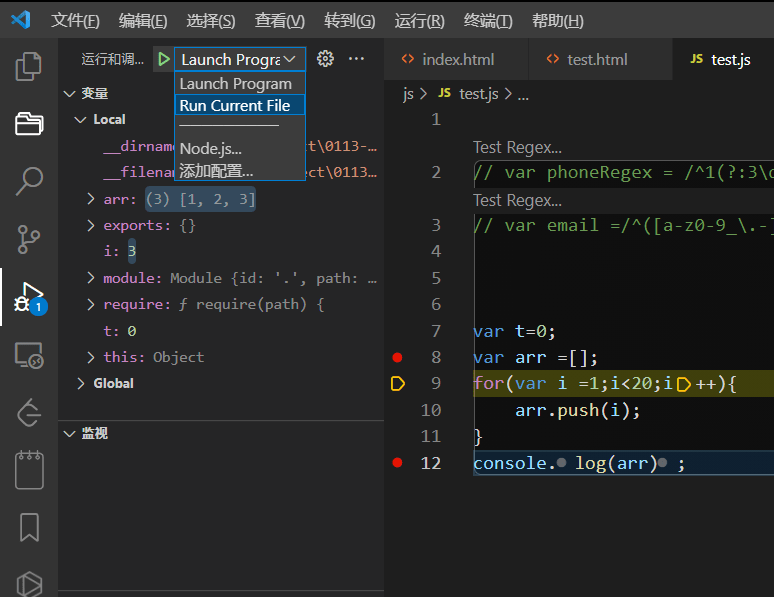 文件(F) 编辑(E) 选择(S) 查看(V) 转到(G) 运行(R) 终端(T) 帮助(H)
运行和调... Launch Progra ...
Launch Program
Run Current File
Node.js...
添加配置...
变量
Local
__dirnam ct\0113-...
__filena ect\0113...
arr: (3) [1, 2, 3]
exports: {}
i: 3
module: Module {id: '.', path: ...
require: ƒ require(path) {
t: 0
this: Object
Global
监视
1
index.html test.html JS test.js
js > JS test.js > ...
1
Test Regex...
2 // var phoneRegex = /^1(?:3\d
Test Regex...
3 // var email =/^([a-z0-9_\.-]
4
5
6
7 var t=0;
8 var arr =[];
9 for(var i =1;i<20;i++){
10 arr.push(i);
11 }
12 console. log(arr) ;